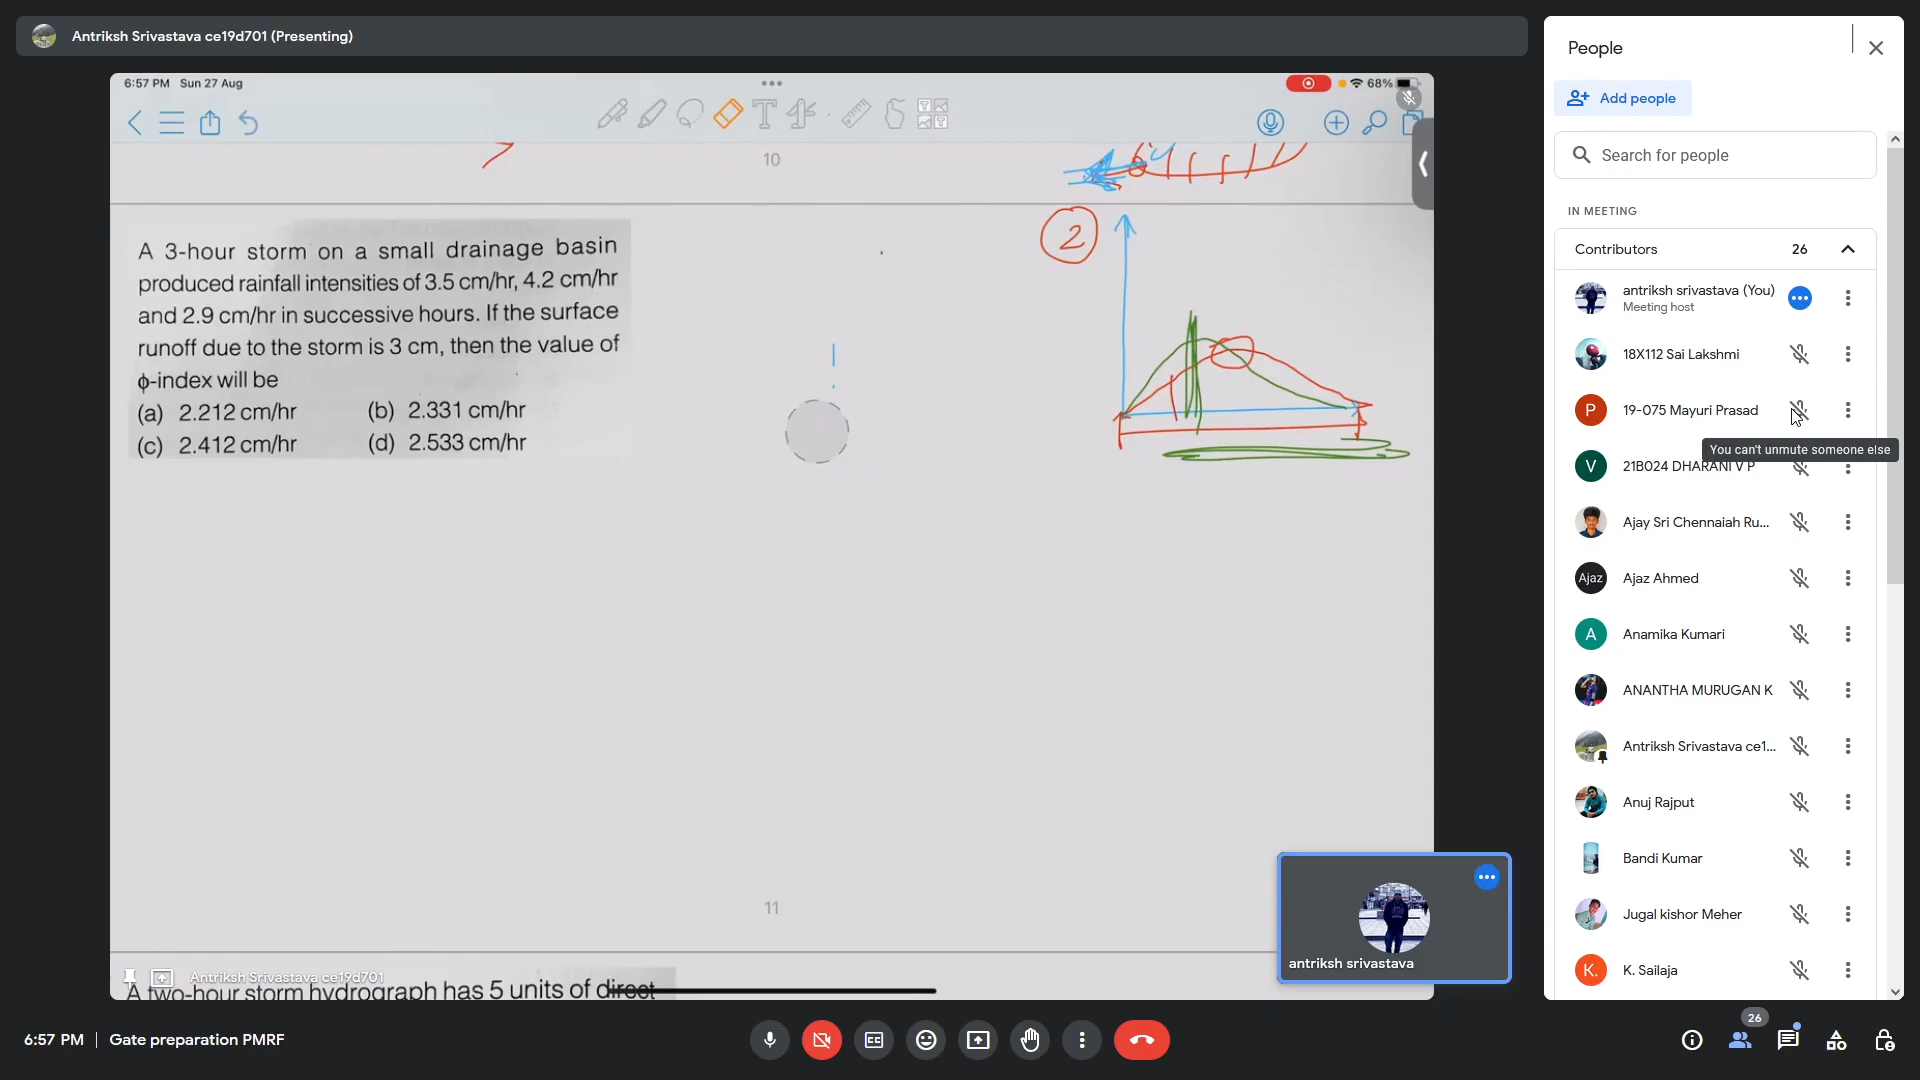 Antriksh Srivastava ce19d701 (Presenting)
6:57 PM Sun 27 Aug
68%
10
2
A 3-hour storm on a small drainage basin
produced rainfall intensities of 3.5 cm/hr, 4.2 cm/hr
and 2.9 cm/hr in successive hours. If the surface
runoff due to the storm is 3 cm, then the value of
ϕ-index will be
(a) 2.212 cm/hr (b) 2.331 cm/hr
(c) 2.412 cm/hr (d) 2.533 cm/hr
11
Antriksh Srivastava ce19d701
A two-hour storm hydrograph has 5 units of direct
antriksh srivastava
People
Add people
Search for people
IN MEETING
Contributors 26
antriksh srivastava (You)
Meeting host
18X112 Sai Lakshmi
P 19-075 Mayuri Prasad
You can't unmute someone else
V 21B024 DHARANI V P
Ajay Sri Chennaiah Ru...
Ajaz Ajaz Ahmed
A Anamika Kumari
ANANTHA MURUGAN K
Antriksh Srivastava ce1...
Anuj Rajput
Bandi Kumar
Jugal kishor Meher
K. K. Sailaja
6:57 PM | Gate preparation PMRF
26